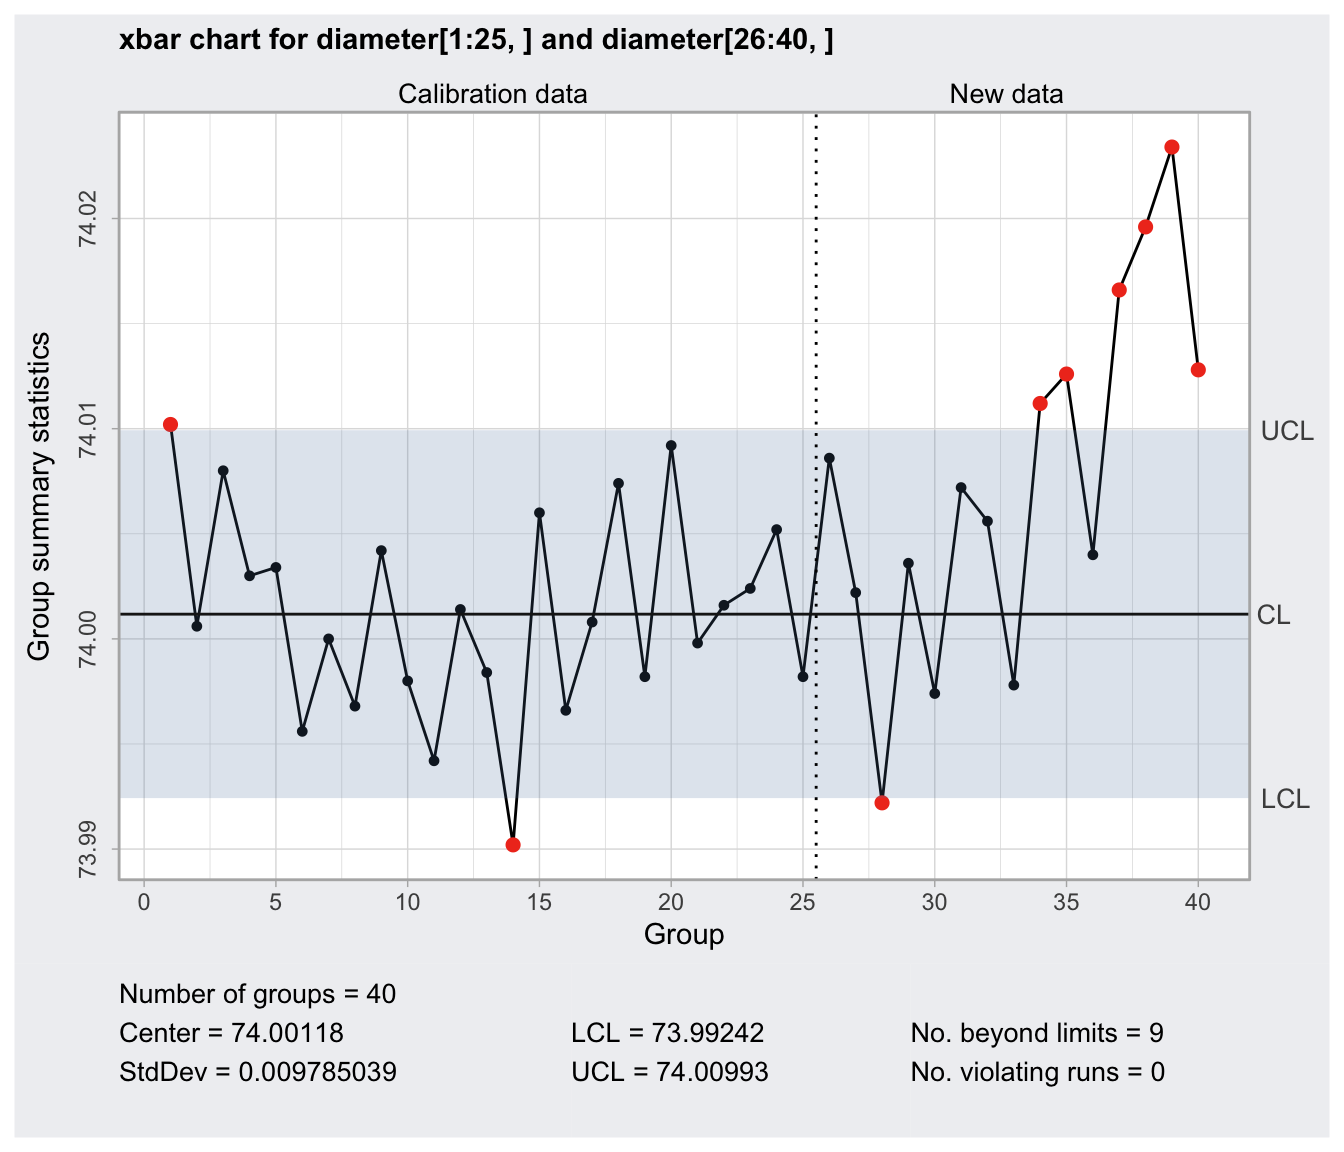 xbar chart for diameter[1:25, ] and diameter[26:40, ]
Calibration data
New data
Group summary statistics
74.02
74.01
74.00
73.99
UCL
CL
LCL
0 5 10 15 20 25 30 35 40
Group
Number of groups = 40
Center = 74.00118 LCL = 73.99242 No. beyond limits = 9
StdDev = 0.009785039 UCL = 74.00993 No. violating runs = 0